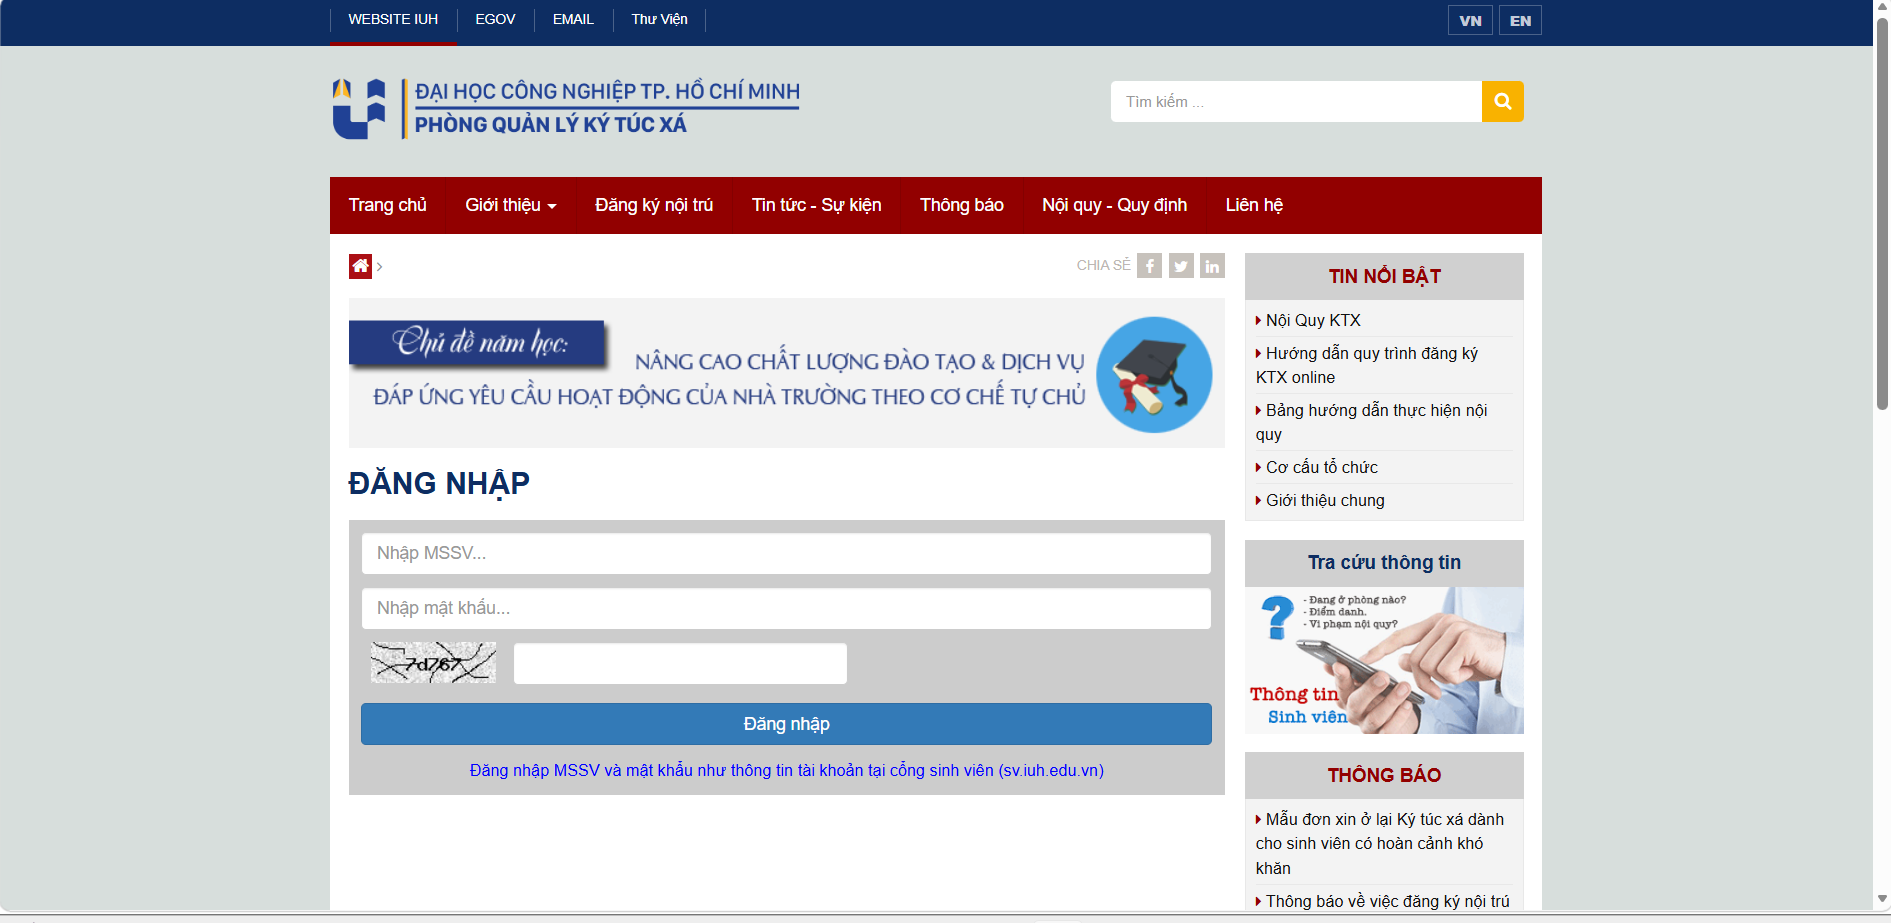 WEBSITE IUH EGOV EMAIL Thư Viện VN EN
ĐẠI HỌC CÔNG NGHIỆP TP. HỒ CHÍ MINH
PHÒNG QUẢN LÝ KÝ TÚC XÁ
Tìm kiếm ...
Trang chủ Giới thiệu Đăng ký nội trú Tin tức - Sự kiện Thông báo Nội quy - Quy định Liên hệ
CHIA SẺ
Chủ đề năm học:
NÂNG CAO CHẤT LƯỢNG ĐÀO TẠO & DỊCH VỤ
ĐÁP ỨNG YÊU CẦU HOẠT ĐỘNG CỦA NHÀ TRƯỜNG THEO CƠ CHẾ TỰ CHỦ
ĐĂNG NHẬP
Nhập MSSV...
Nhập mật khẩu...
7d767
Đăng nhập
Đăng nhập MSSV và mật khẩu như thông tin tài khoản tại cổng sinh viên (sv.iuh.edu.vn)
TIN NỔI BẬT
Nội Quy KTX
Hướng dẫn quy trình đăng ký
KTX online
Bảng hướng dẫn thực hiện nội
quy
Cơ cấu tổ chức
Giới thiệu chung
Tra cứu thông tin
- Đang ở phòng nào?
- Điểm danh.
- Vi phạm nội quy?
Thông tin
Sinh viên
THÔNG BÁO
Mẫu đơn xin ở lại Ký túc xá dành
cho sinh viên có hoàn cảnh khó
khăn
Thông báo về việc đăng ký nội trú